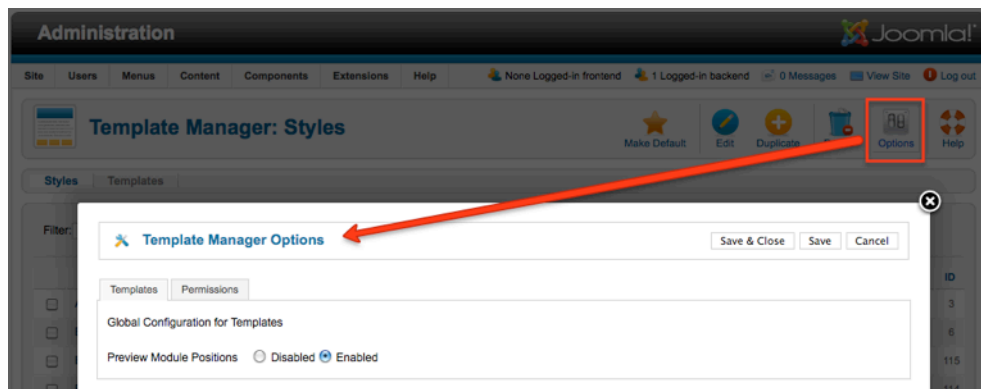 Administration
Joomla!
Site Users Menus Content Components Extensions Help None Logged-in frontend 1 Logged-in backend 0 Messages View Site Log out
Template Manager: Styles
Make Default Edit Duplicate Options Help
Styles Templates
Filter:
Template Manager Options Save & Close Save Cancel
ID
Templates Permissions
3
Global Configuration for Templates
6
Preview Module Positions Disabled Enabled
115